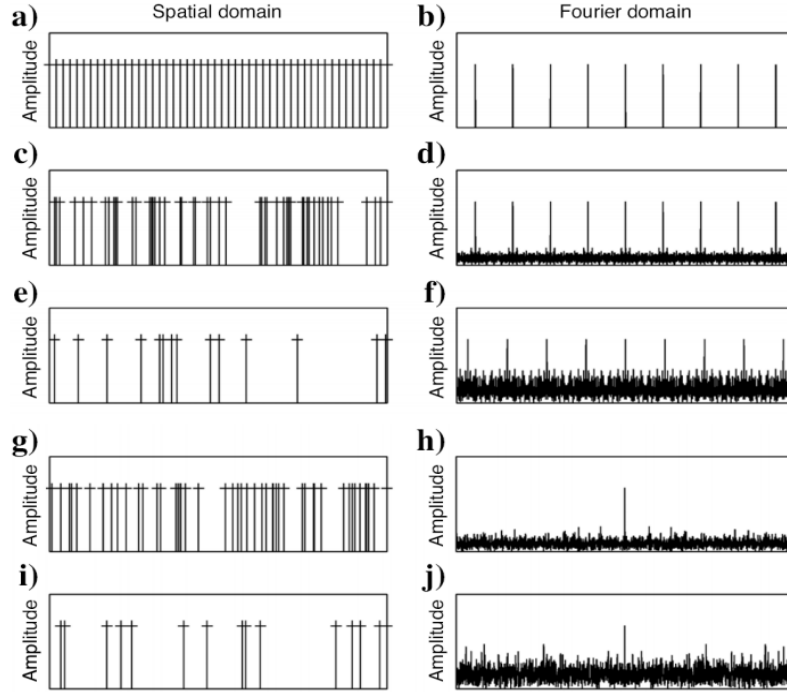 Spatial domain Fourier domain
a) Amplitude b) Amplitude
c) Amplitude d) Amplitude
e) Amplitude f) Amplitude
g) Amplitude h) Amplitude
i) Amplitude j) Amplitude